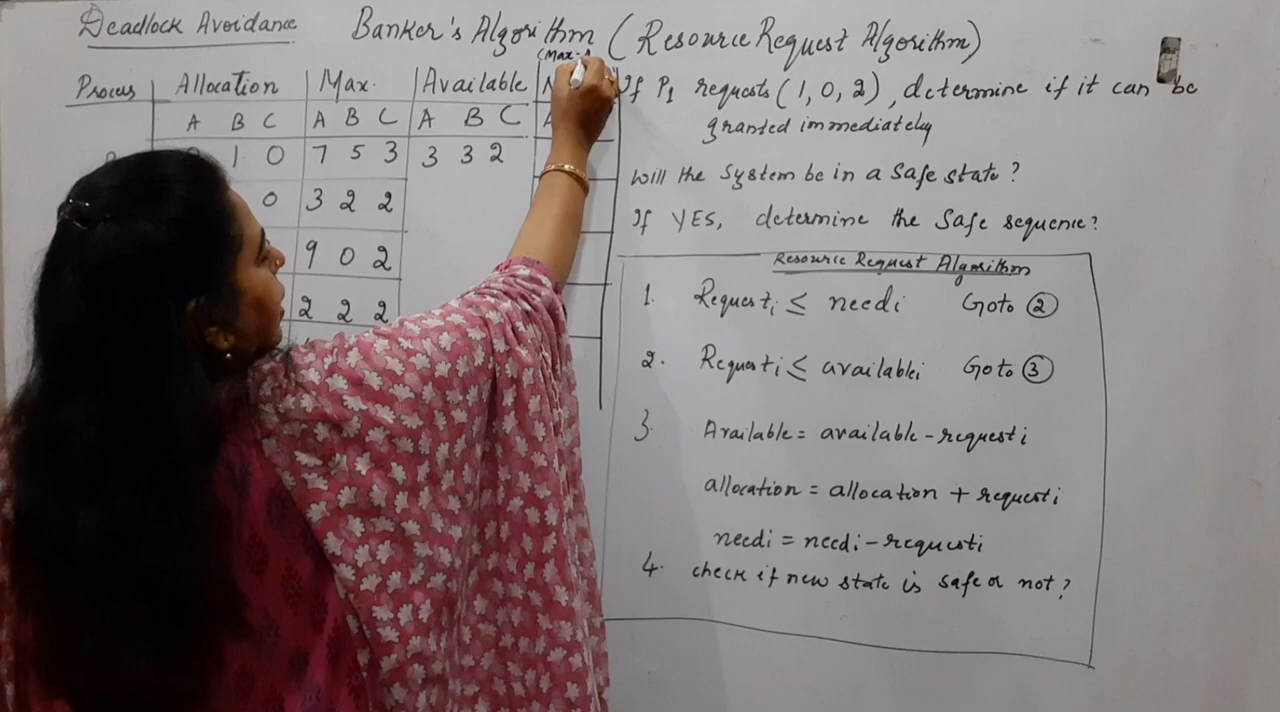 Deadlock Avoidance
Banker's Algorithm (Resource Request Algorithm)
(Max-A
Process Allocation Max. Available N
A B C A B C A B C A
1 0 7 5 3 3 3 2
0 3 2 2
9 0 2
2 2 2
If P1 requests (1, 0, 2), determine if it can be
granted immediately
Will the System be in a Safe state?
If YES, determine the Safe sequence?
Resource Request Algorithm
1. Requesti ≤ needi Goto ②
2. Requesti ≤ availablei Goto ③
3. Available = available - requesti
allocation = allocation + requesti
needi = needi - requesti
4. check if new state is safe or not?